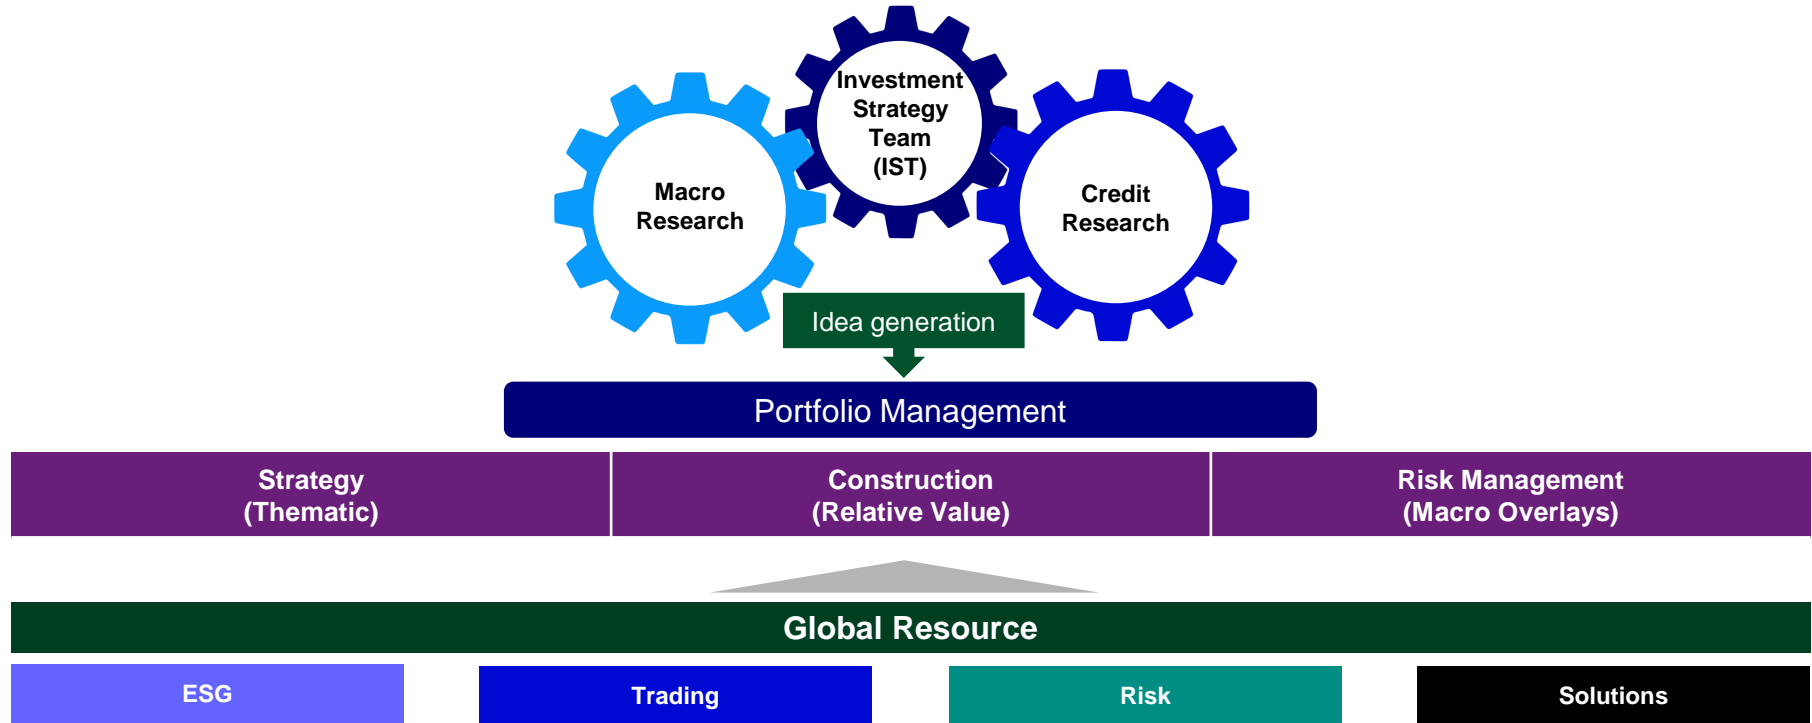 Investment
Strategy
Team
(IST)
Macro
Research
Credit
Research
Idea generation
Portfolio Management
Strategy
(Thematic)
Construction
(Relative Value)
Risk Management
(Macro Overlays)
Global Resource
ESG
Trading
Risk
Solutions